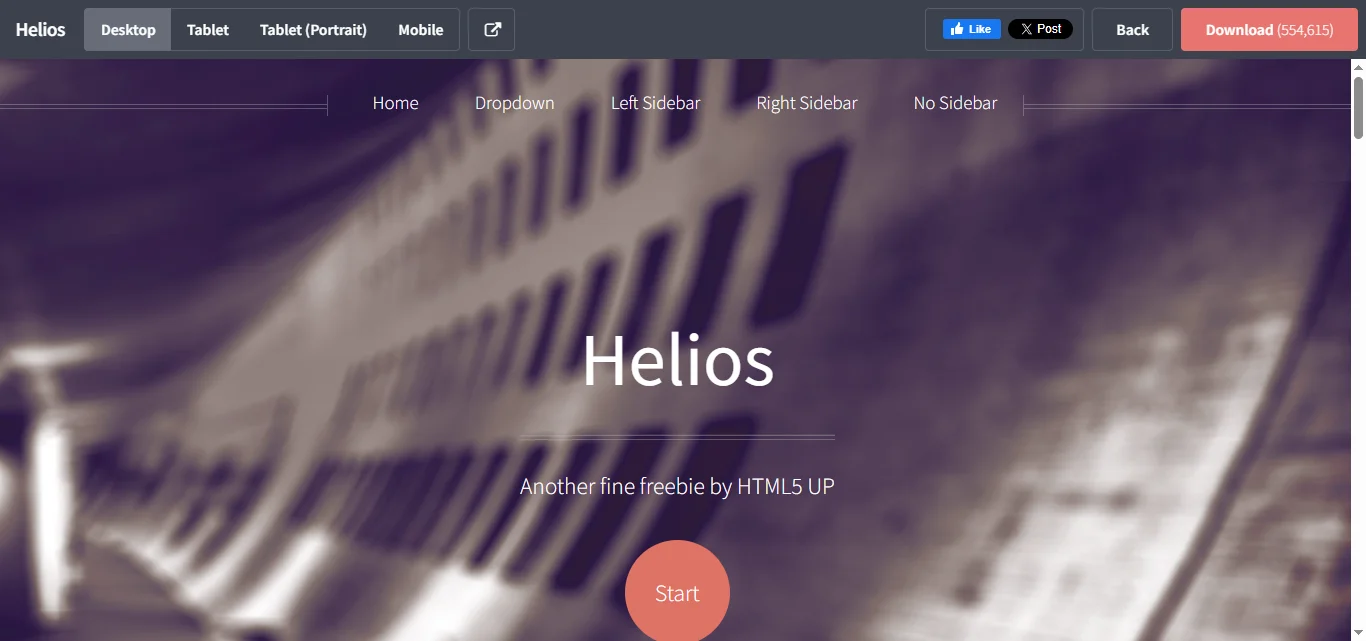 Helios Desktop Tablet Tablet (Portrait) Mobile Like Post Back Download (554,615)
Home Dropdown Left Sidebar Right Sidebar No Sidebar
Helios
Another fine freebie by HTML5 UP
Start